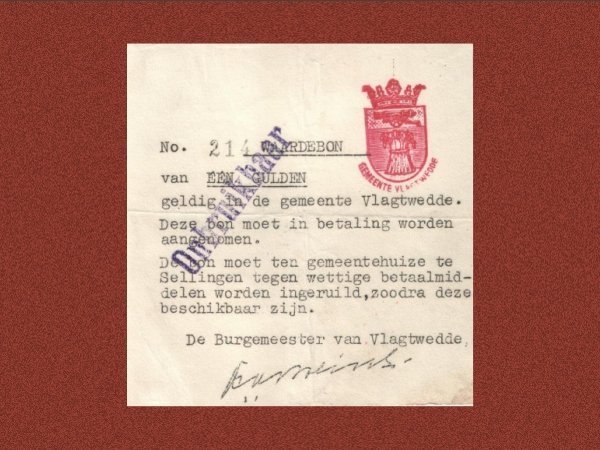 GEMEENTE VLAGTWEDDE
No. 214 WAARDEBON
van EEN GULDEN
geldig in de gemeente Vlagtwedde.
Deze bon moet in betaling worden
aangenomen.
De bon moet ten gemeentehuize te
Sellingen tegen wettige betaalmid-
delen worden ingeruild, zoodra deze
beschikbaar zijn.
Onbruikbaar
De Burgemeester van Vlagtwedde,